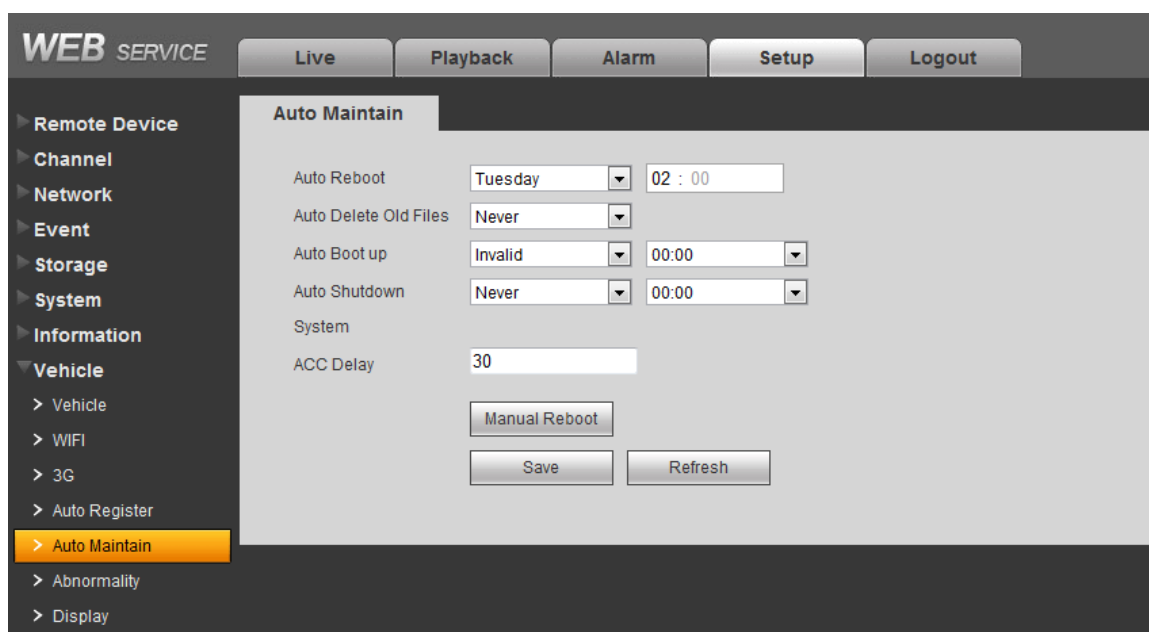 WEB SERVICE
Live Playback Alarm Setup Logout
Remote Device
Channel
Network
Event
Storage
System
Information
Vehicle
> Vehicle
> WIFI
> 3G
> Auto Register
> Auto Maintain
> Abnormality
> Display
Auto Maintain
Auto Reboot Tuesday 02 : 00
Auto Delete Old Files Never
Auto Boot up Invalid 00:00
Auto Shutdown Never 00:00
System
ACC Delay 30
Manual Reboot
Save Refresh